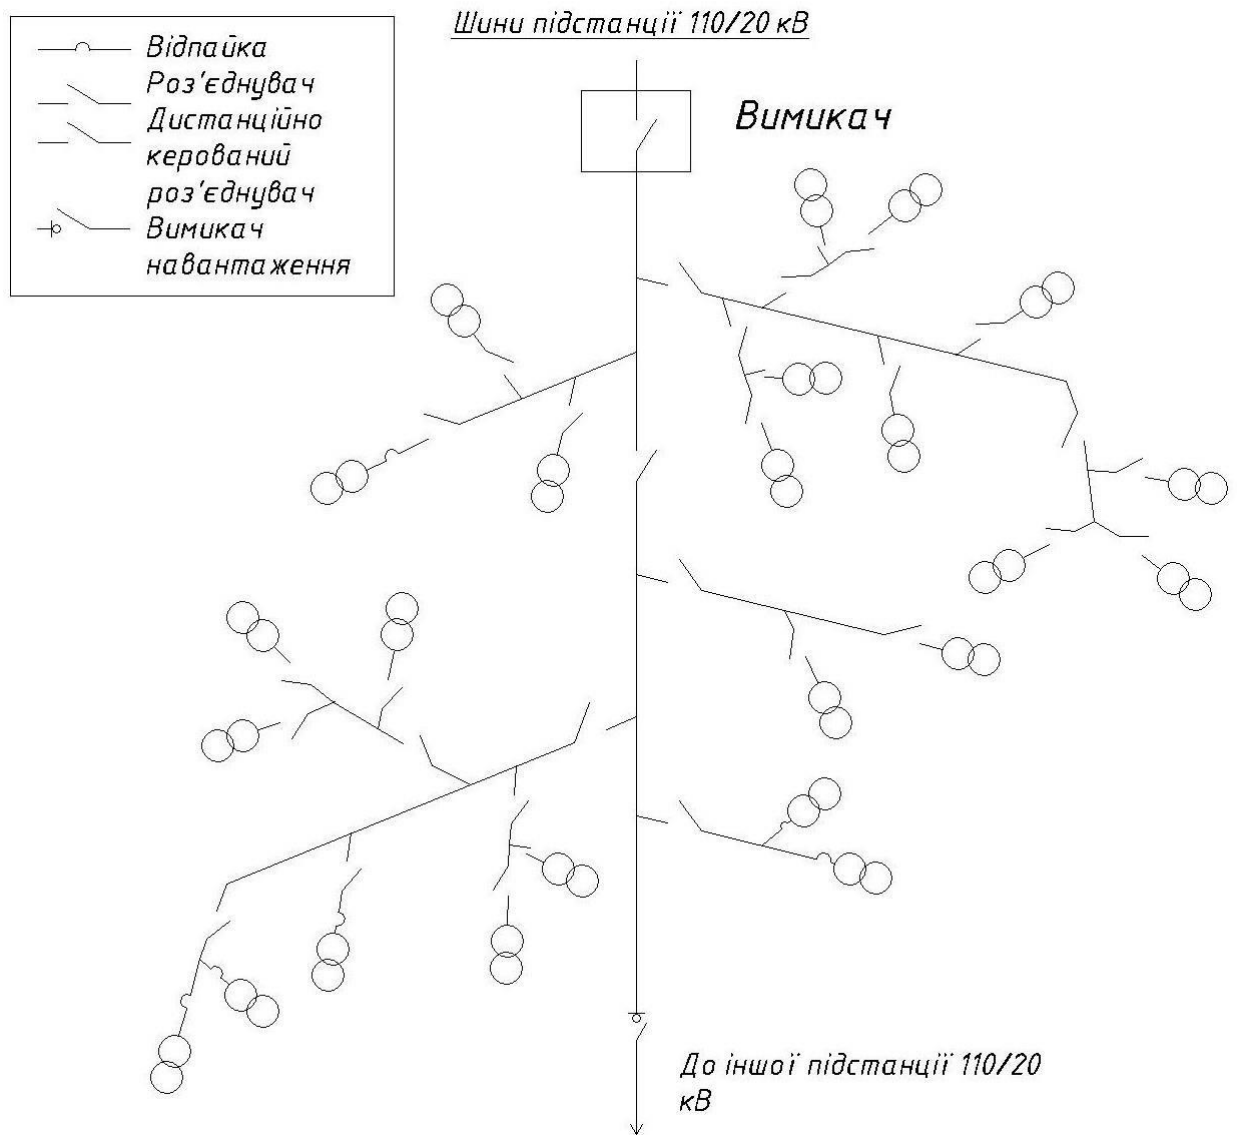 Шини підстанції 110/20 кВ
Відпайка
Роз'єднувач
Дистанційно
керований
роз'єднувач
Вимикач
навантаження
Вимикач
До іншої підстанції 110/20
кВ